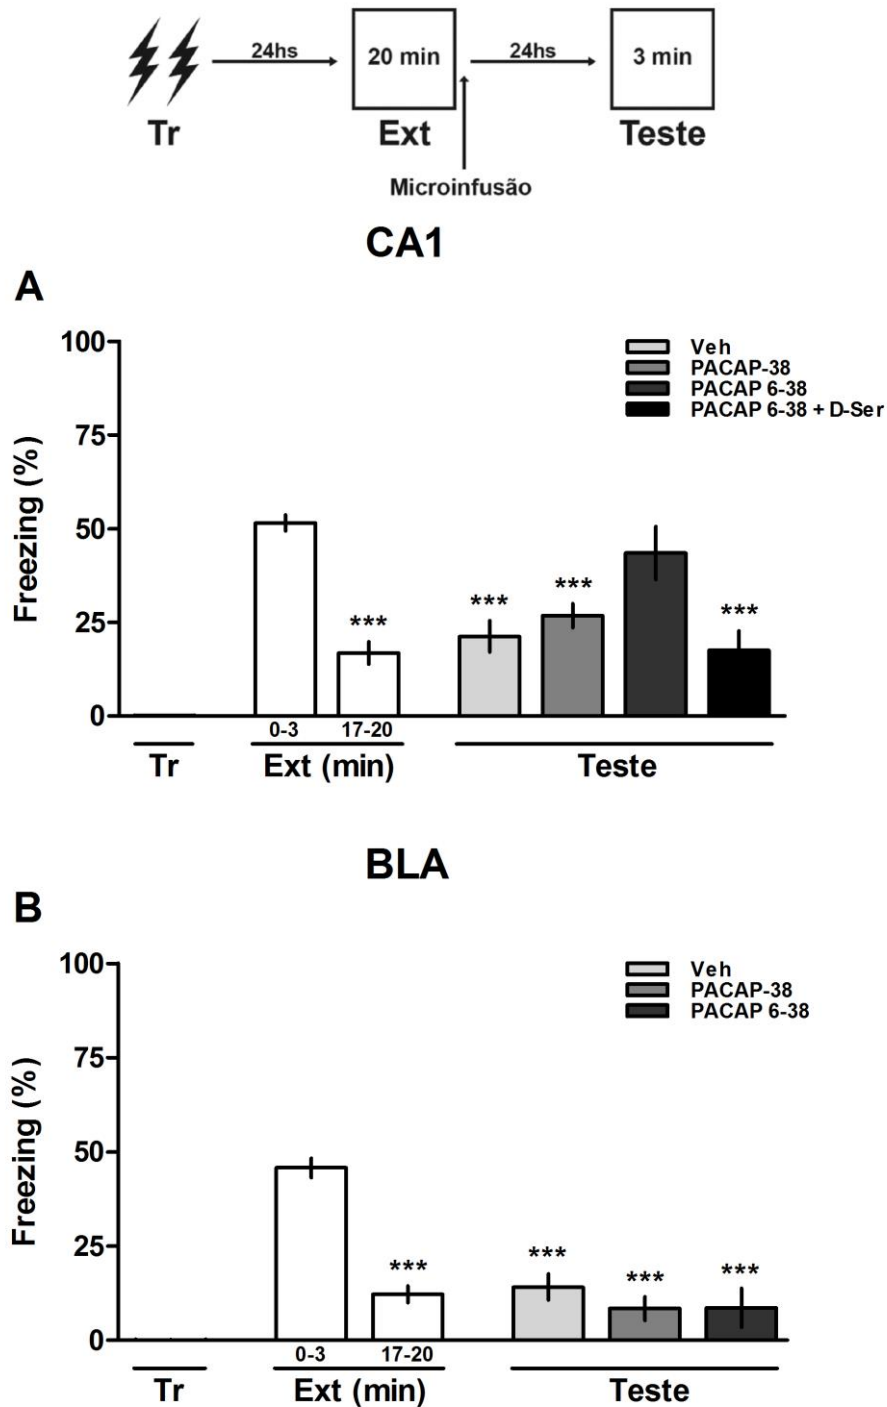 24hs
20 min
24hs
3 min
Tr
Ext
Teste
Microinfusão
CA1
A
Veh
PACAP-38
PACAP 6-38
PACAP 6-38 + D-Ser
Freezing (%)
100
75
50
25
0
***
***
***
***
0-3
17-20
Tr
Ext (min)
Teste
BLA
B
Veh
PACAP-38
PACAP 6-38
Freezing (%)
100
75
50
25
0
***
***
***
***
0-3
17-20
Tr
Ext (min)
Teste